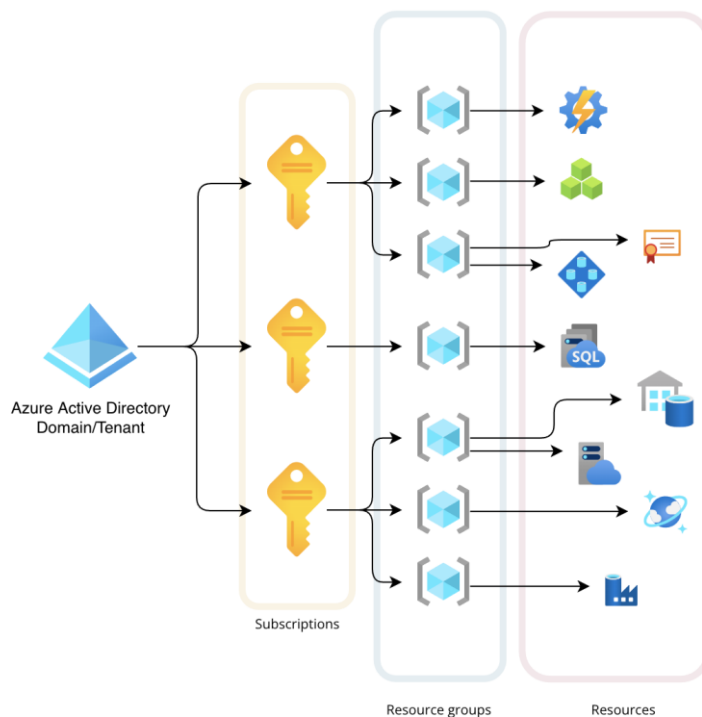 Azure Active Directory
Domain/Tenant
SQL
Subscriptions
Resource groups
Resources